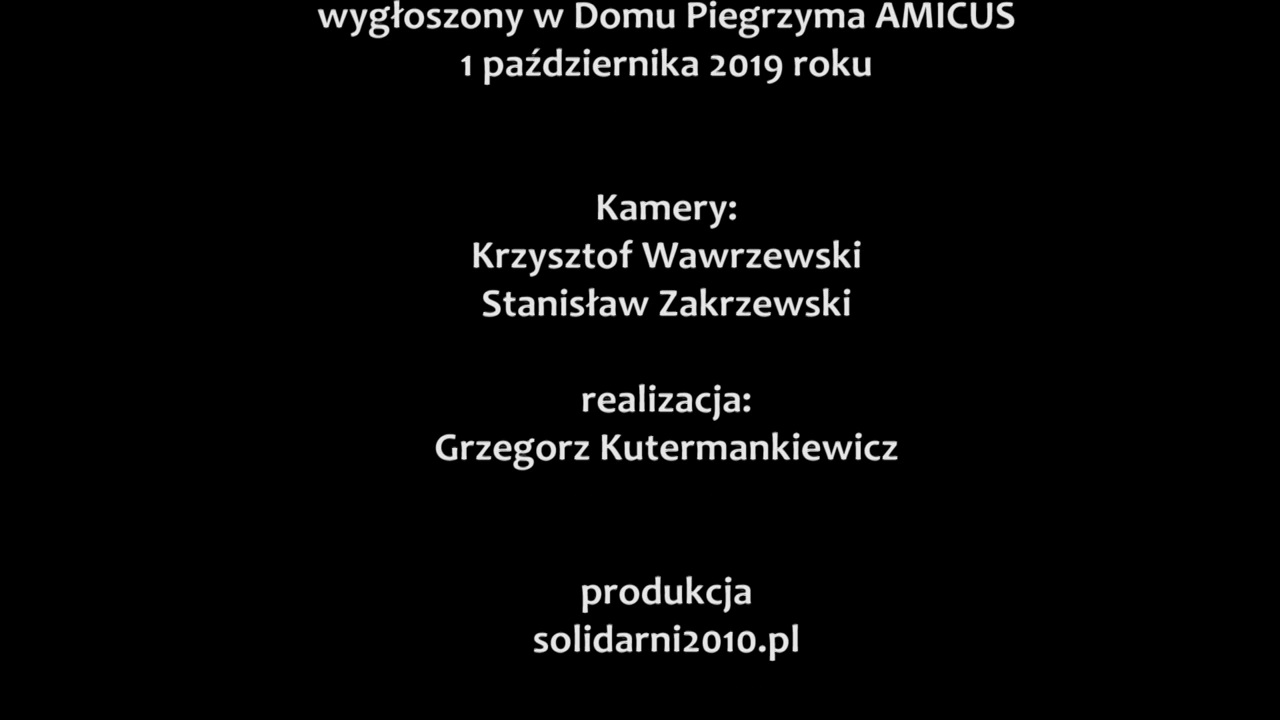 wygłoszony w Domu Piegrzyma AMICUS
1 października 2019 roku
Kamery:
Krzysztof Wawrzewski
Stanisław Zakrzewski
realizacja:
Grzegorz Kutermankiewicz
produkcja
solidarni2010.pl